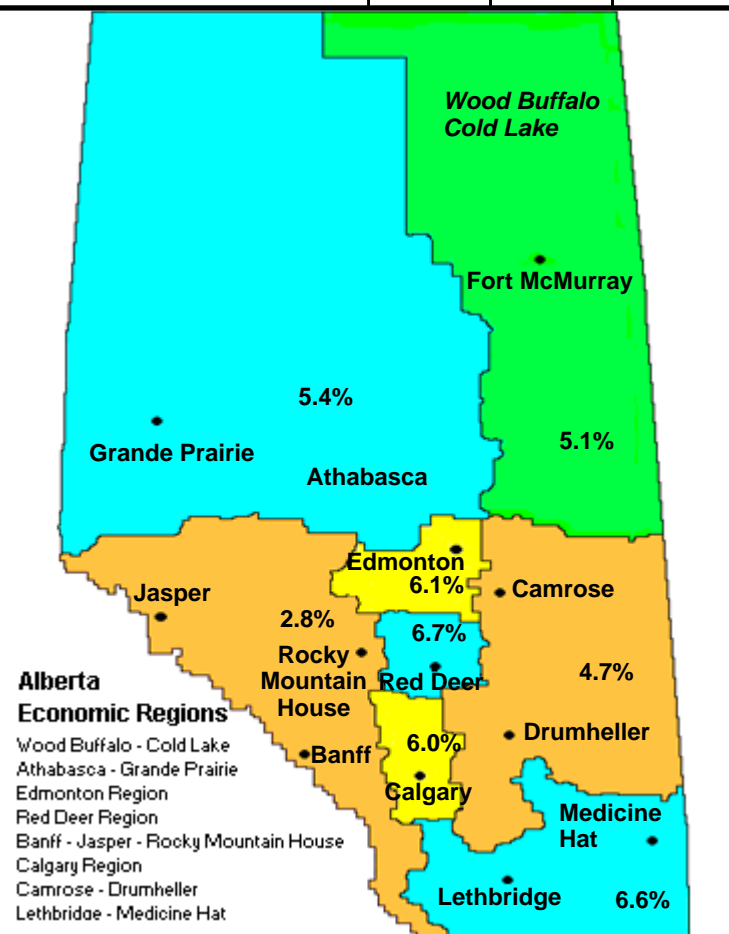 Wood Buffalo
Cold Lake
Fort McMurray
5.4%
5.1%
Grande Prairie
Athabasca
Edmonton
6.1%
Camrose
Jasper
2.8%
6.7%
Rocky
Mountain
House
Red Deer
4.7%
Alberta
Economic Regions
Wood Buffalo - Cold Lake
Athabasca - Grande Prairie
Edmonton Region
Red Deer Region
Banff - Jasper - Rocky Mountain House
Calgary Region
Camrose - Drumheller
Lethbridge - Medicine Hat
Banff
6.0%
Drumheller
Calgary
Medicine
Hat
Lethbridge
6.6%